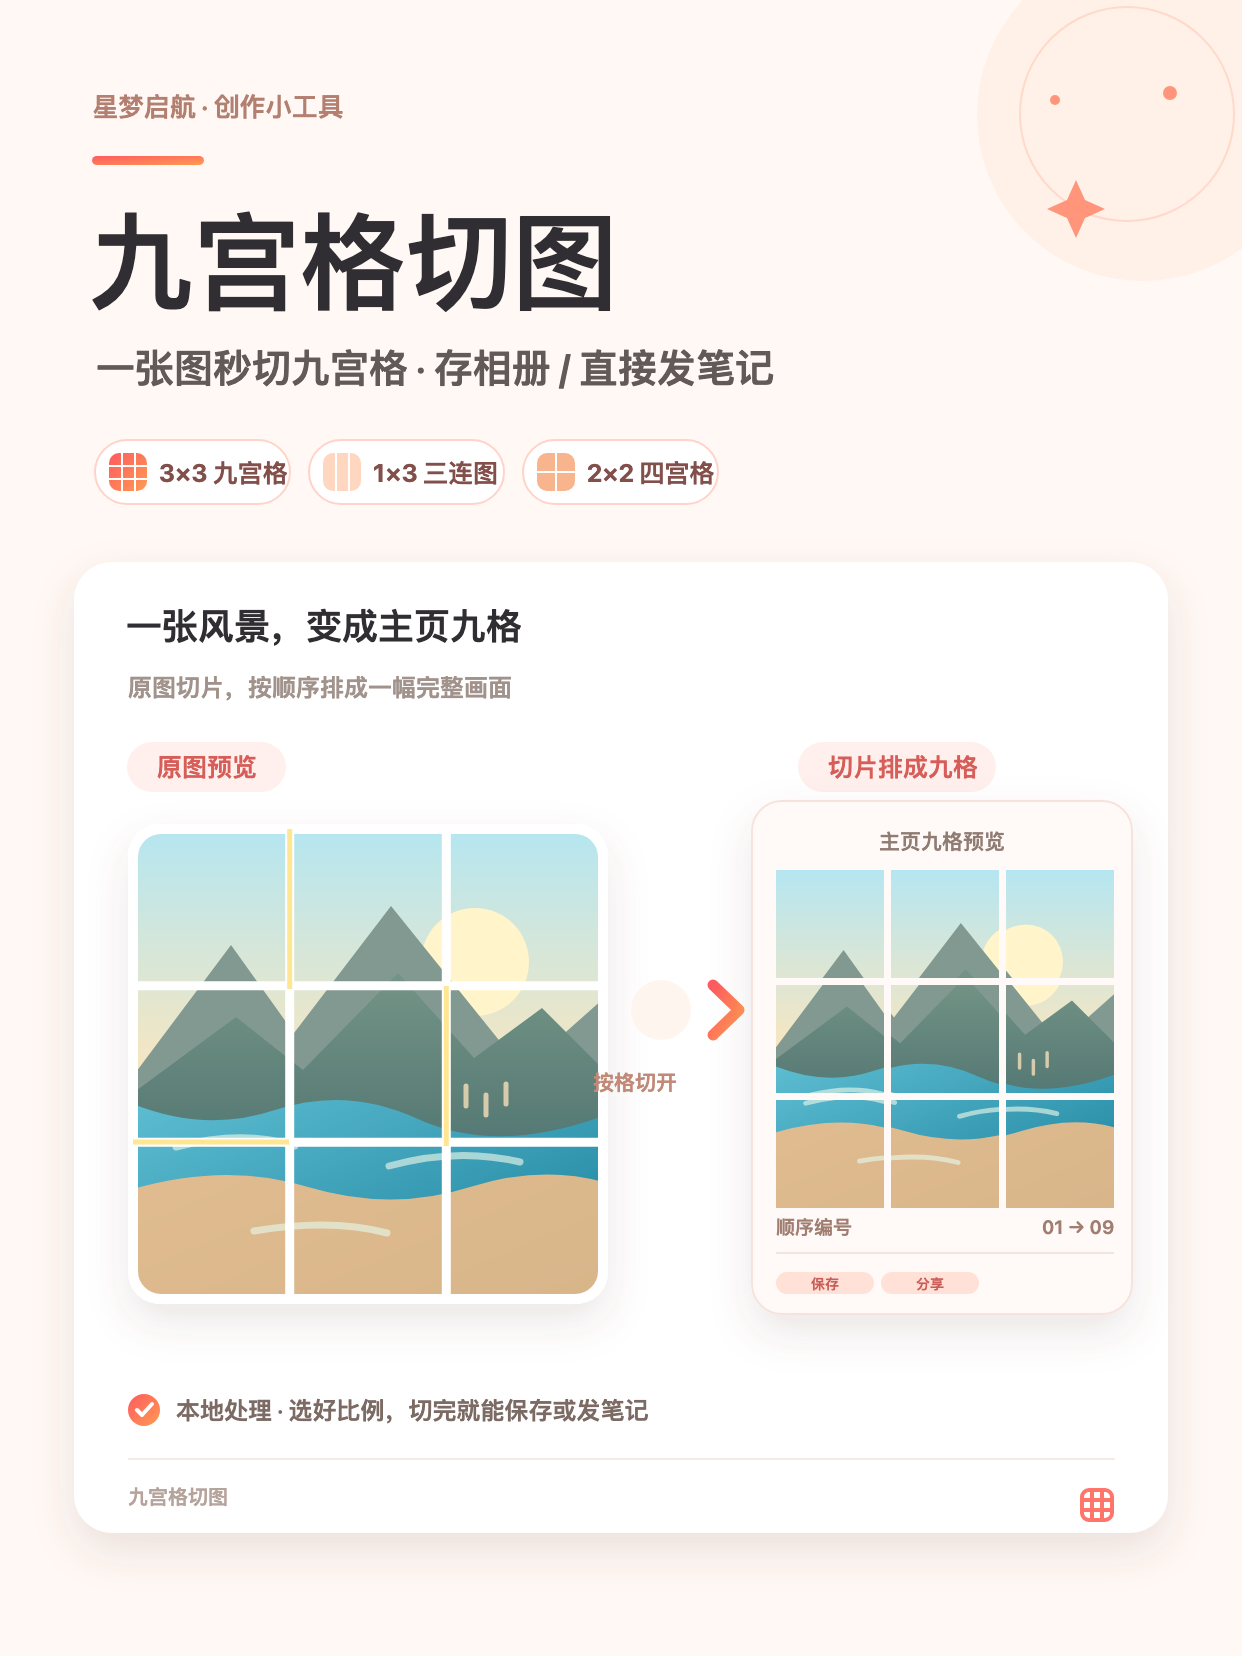 星梦启航 · 创作小工具
九宫格切图
一张图秒切九宫格 · 存相册 / 直接发笔记
3×3 九宫格
1×3 三连图
2×2 四宫格
一张风景，变成主页九格
原图切片，按顺序排成一幅完整画面
原图预览
切片排成九格
主页九格预览
按格切开
顺序编号
01 → 09
保存
分享
本地处理 · 选好比例，切完就能保存或发笔记
九宫格切图